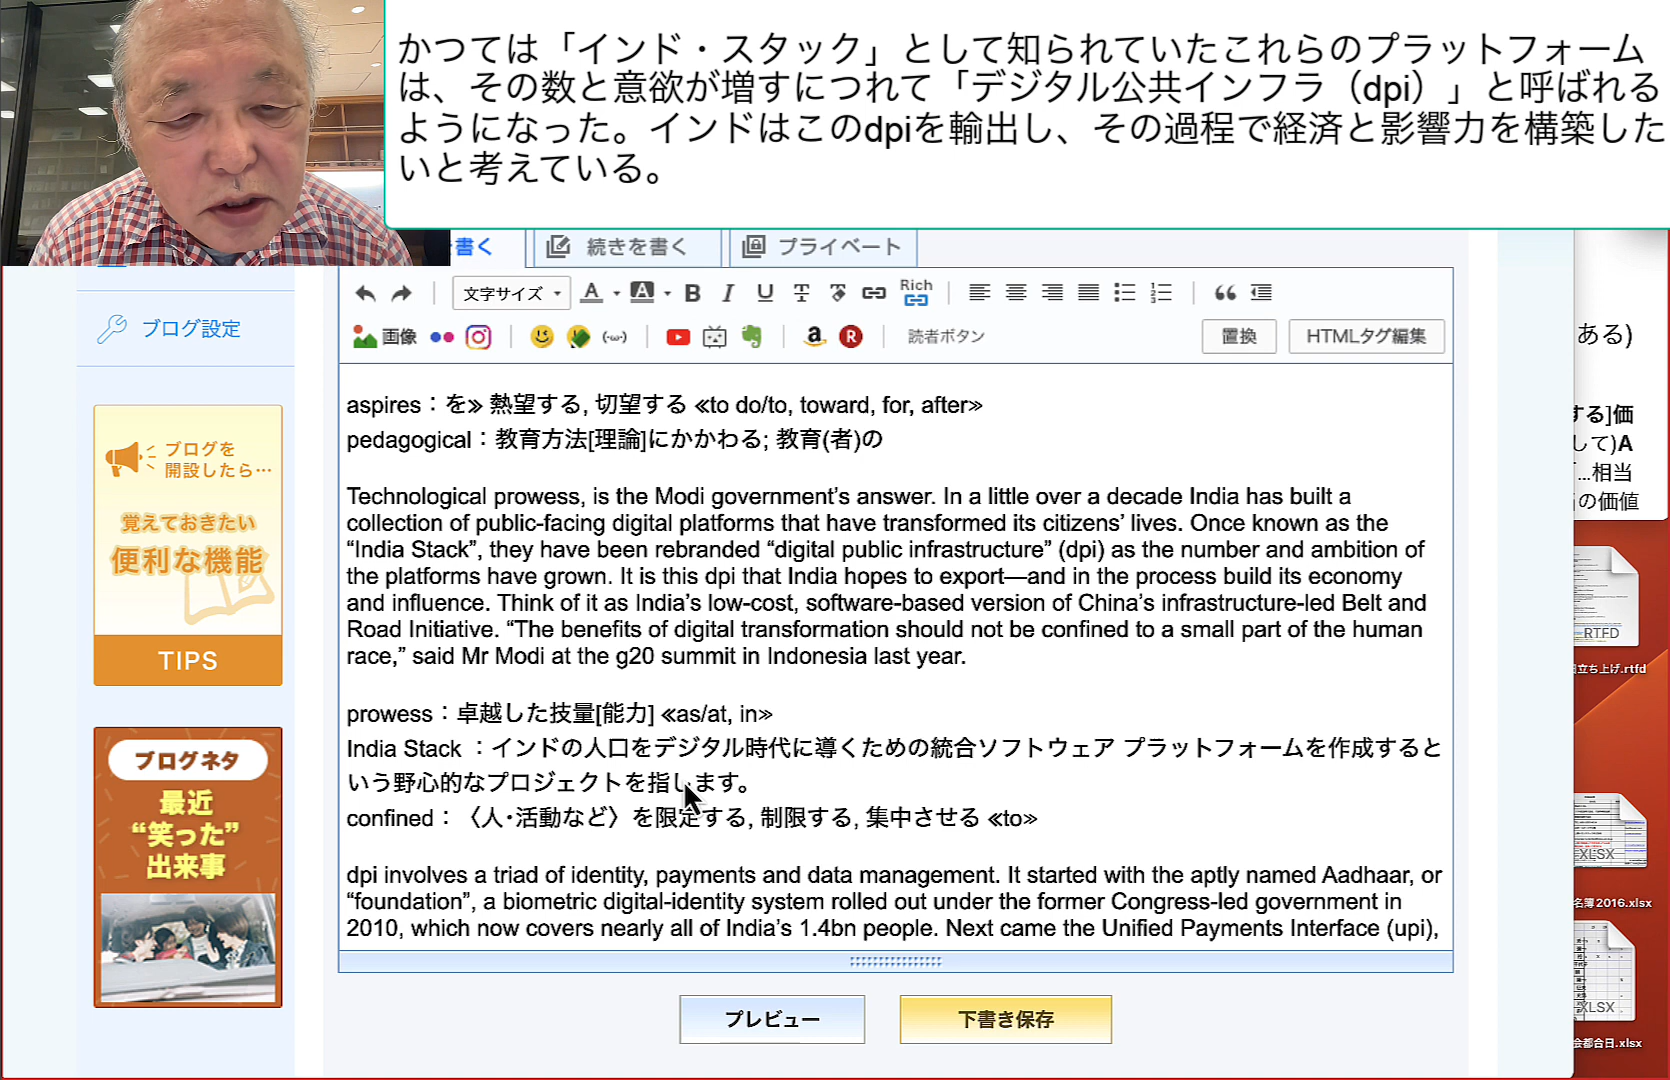 かつては「インド・スタック」として知られていたこれらのプラットフォーム
は、その数と意欲が増すにつれて「デジタル公共インフラ（dpi）」と呼ばれる
ようになった。インドはこのdpiを輸出し、その過程で経済と影響力を構築した
いと考えている。
書く
続きを書く
プライベート
文字サイズ
Rich
画像
読者ボタン
置換
HTMLタグ編集
ブログ設定
ブログを
開設したら…
覚えておきたい
便利な機能
TIPS
ブログネタ
最近
“笑った”
出来事
aspires：を≫ 熱望する, 切望する ≪to do/to, toward, for, after≫
pedagogical：教育方法[理論]にかかわる; 教育(者)の
Technological prowess, is the Modi government’s answer. In a little over a decade India has built a
collection of public-facing digital platforms that have transformed its citizens’ lives. Once known as the
“India Stack”, they have been rebranded “digital public infrastructure” (dpi) as the number and ambition of
the platforms have grown. It is this dpi that India hopes to export—and in the process build its economy
and influence. Think of it as India’s low-cost, software-based version of China’s infrastructure-led Belt and
Road Initiative. “The benefits of digital transformation should not be confined to a small part of the human
race,” said Mr Modi at the g20 summit in Indonesia last year.
prowess：卓越した技量[能力] ≪as/at, in≫
India Stack ：インドの人口をデジタル時代に導くための統合ソフトウェア プラットフォームを作成すると
いう野心的なプロジェクトを指します。
confined：〈人･活動など〉を限定する, 制限する, 集中させる ≪to≫
dpi involves a triad of identity, payments and data management. It started with the aptly named Aadhaar, or
“foundation”, a biometric digital-identity system rolled out under the former Congress-led government in
2010, which now covers nearly all of India’s 1.4bn people. Next came the Unified Payments Interface (upi),
プレビュー
下書き保存
ある)
する]価
して)A
…相当
の価値
RTFD
立ち上げ.rtfd
XLSX
名簿2016.xlsx
XLSX
会都合日.xlsx